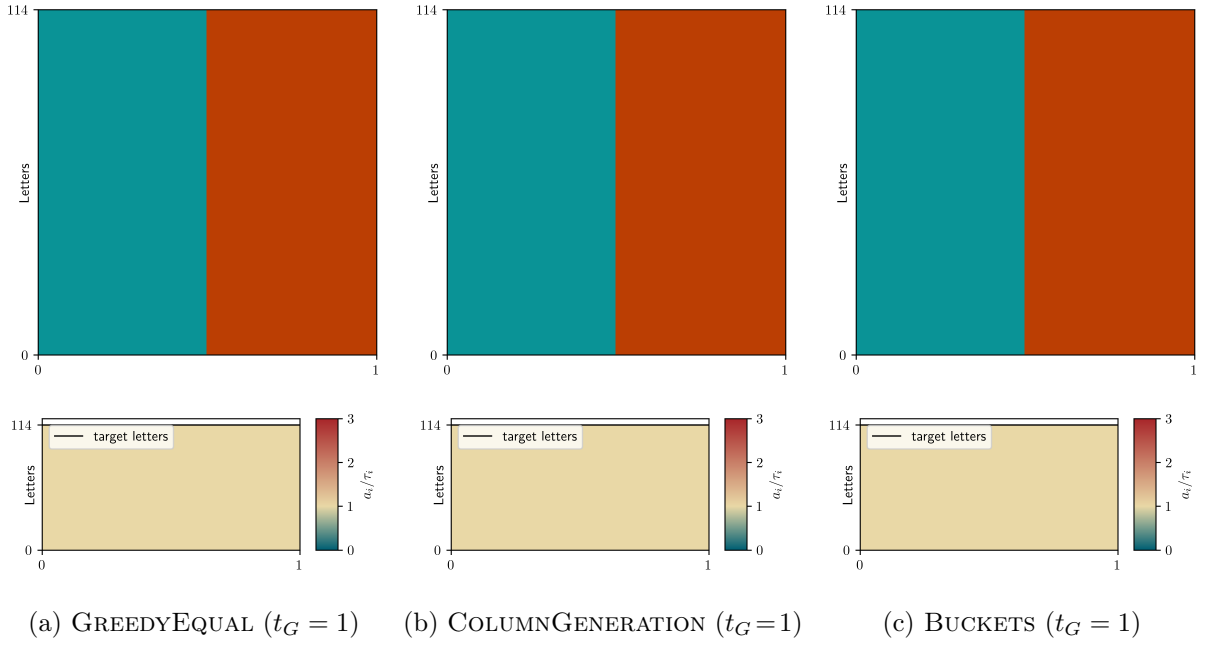 114
Letters
0
0 1
114
Letters
0
0 1
114
Letters
0
0 1
114
target letters
Letters
0
0 1
3
2
1
0
a_i/τ_i
114
target letters
Letters
0
0 1
3
2
1
0
a_i/τ_i
114
target letters
Letters
0
0 1
3
2
1
0
a_i/τ_i
(a) GREEDYEQUAL (t_G = 1)
(b) COLUMNGENERATION (t_G = 1)
(c) BUCKETS (t_G = 1)